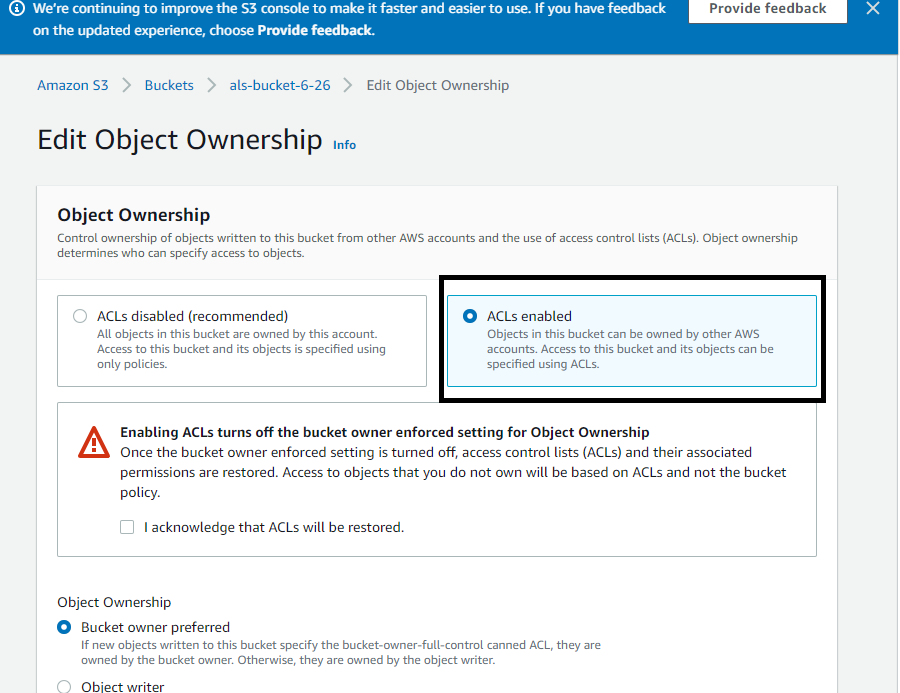 We're continuing to improve the S3 console to make it faster and easier to use. If you have feedback
on the updated experience, choose Provide feedback.
Provide feedback
Amazon S3 > Buckets > als-bucket-6-26 > Edit Object Ownership
Edit Object Ownership Info
Object Ownership
Control ownership of objects written to this bucket from other AWS accounts and the use of access control lists (ACLs). Object ownership
determines who can specify access to objects.
ACLs disabled (recommended)
All objects in this bucket are owned by this account.
Access to this bucket and its objects is specified using
only policies.
ACLs enabled
Objects in this bucket can be owned by other AWS
accounts. Access to this bucket and its objects can be
specified using ACLs.
Enabling ACLs turns off the bucket owner enforced setting for Object Ownership
Once the bucket owner enforced setting is turned off, access control lists (ACLs) and their associated
permissions are restored. Access to objects that you do not own will be based on ACLs and not the bucket
policy.
I acknowledge that ACLs will be restored.
Object Ownership
Bucket owner preferred
If new objects written to this bucket specify the bucket-owner-full-control canned ACL, they are
owned by the bucket owner. Otherwise, they are owned by the object writer.
Object writer